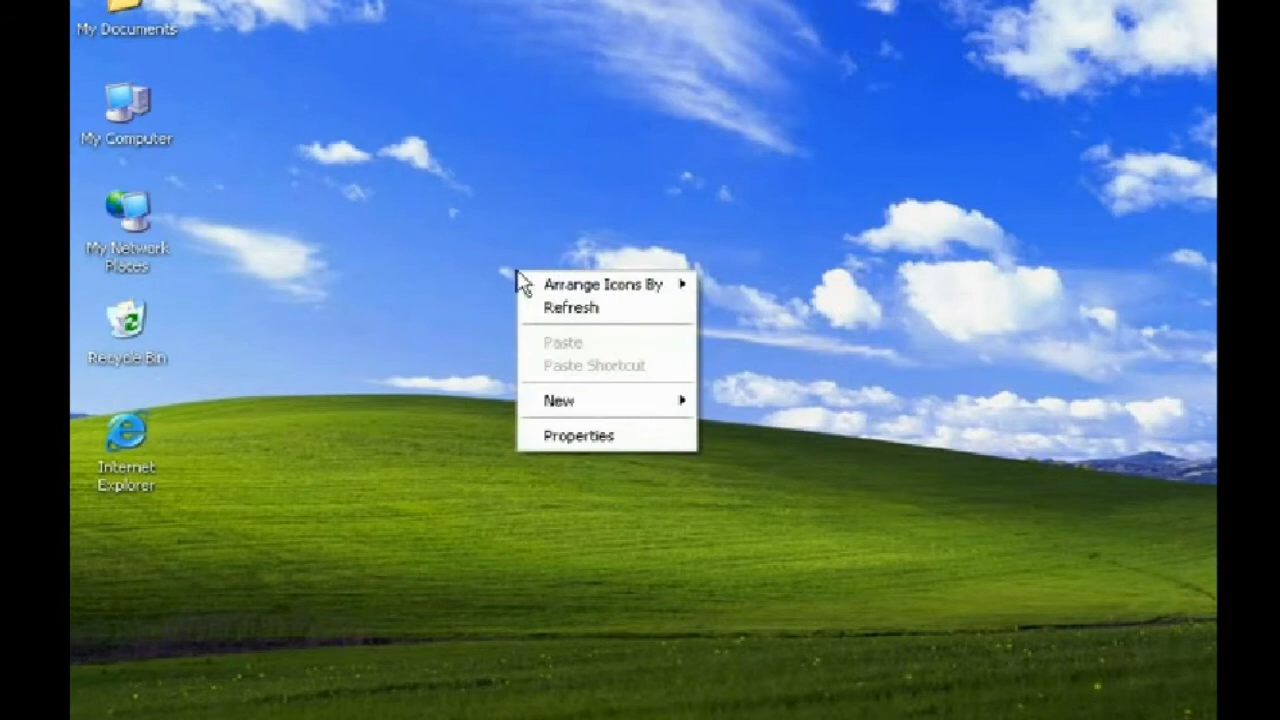 My Documents
My Computer
My Network
Places
Recycle Bin
Internet
Explorer
Arrange Icons By
Refresh
Paste
Paste Shortcut
New
Properties